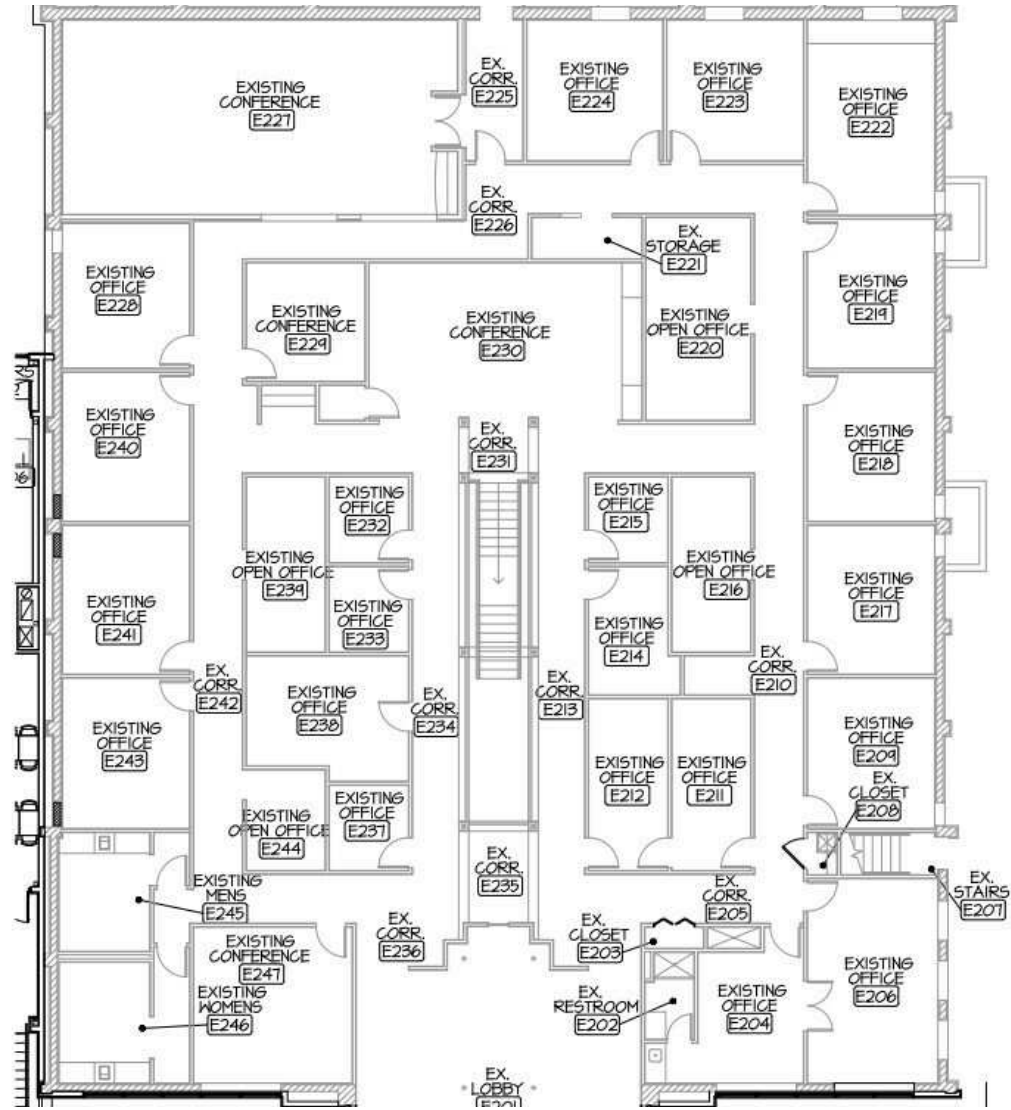 EXISTING
CONFERENCE
E227
EX.
CORR.
E225
EXISTING
OFFICE
E224
EXISTING
OFFICE
E223
EXISTING
OFFICE
E222
EX.
CORR.
E226
EX.
STORAGE
E221
EXISTING
OFFICE
E228
EXISTING
CONFERENCE
E229
EXISTING
CONFERENCE
E230
EXISTING
OPEN OFFICE
E220
EXISTING
OFFICE
E219
EXISTING
OFFICE
E240
EX.
CORR.
E231
EXISTING
OFFICE
E218
EXISTING
OFFICE
E232
EXISTING
OFFICE
E215
EXISTING
OPEN OFFICE
E239
EXISTING
OPEN OFFICE
E216
EXISTING
OFFICE
E241
EXISTING
OFFICE
E233
EXISTING
OFFICE
E214
EXISTING
OFFICE
E217
EX.
CORR.
E242
EXISTING
OFFICE
E238
EX.
CORR.
E234
EX.
CORR.
E213
EX.
CORR.
E210
EXISTING
OFFICE
E243
EXISTING
OFFICE
E212
EXISTING
OFFICE
E211
EXISTING
OFFICE
E209
EX.
CLOSET
E208
EXISTING
OPEN OFFICE
E244
EXISTING
OFFICE
E237
EX.
CORR.
E235
EXISTING
MENS
E245
EX.
CORR.
E205
EX.
STAIRS
E207
EX.
CORR.
E236
EX.
CLOSET
E203
EXISTING
CONFERENCE
E247
EXISTING
WOMENS
E246
EX.
RESTROOM
E202
EXISTING
OFFICE
E204
EXISTING
OFFICE
E206
EX.
LOBBY
E201